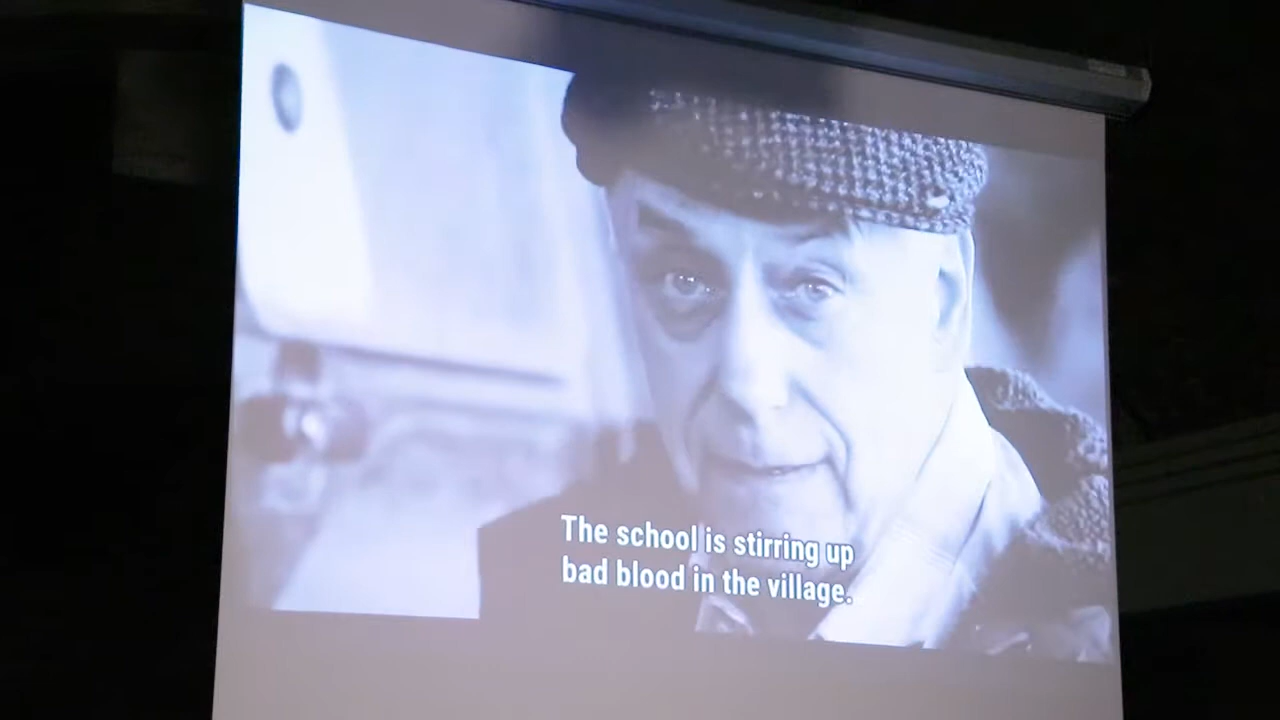 The school is stirring up
bad blood in the village.